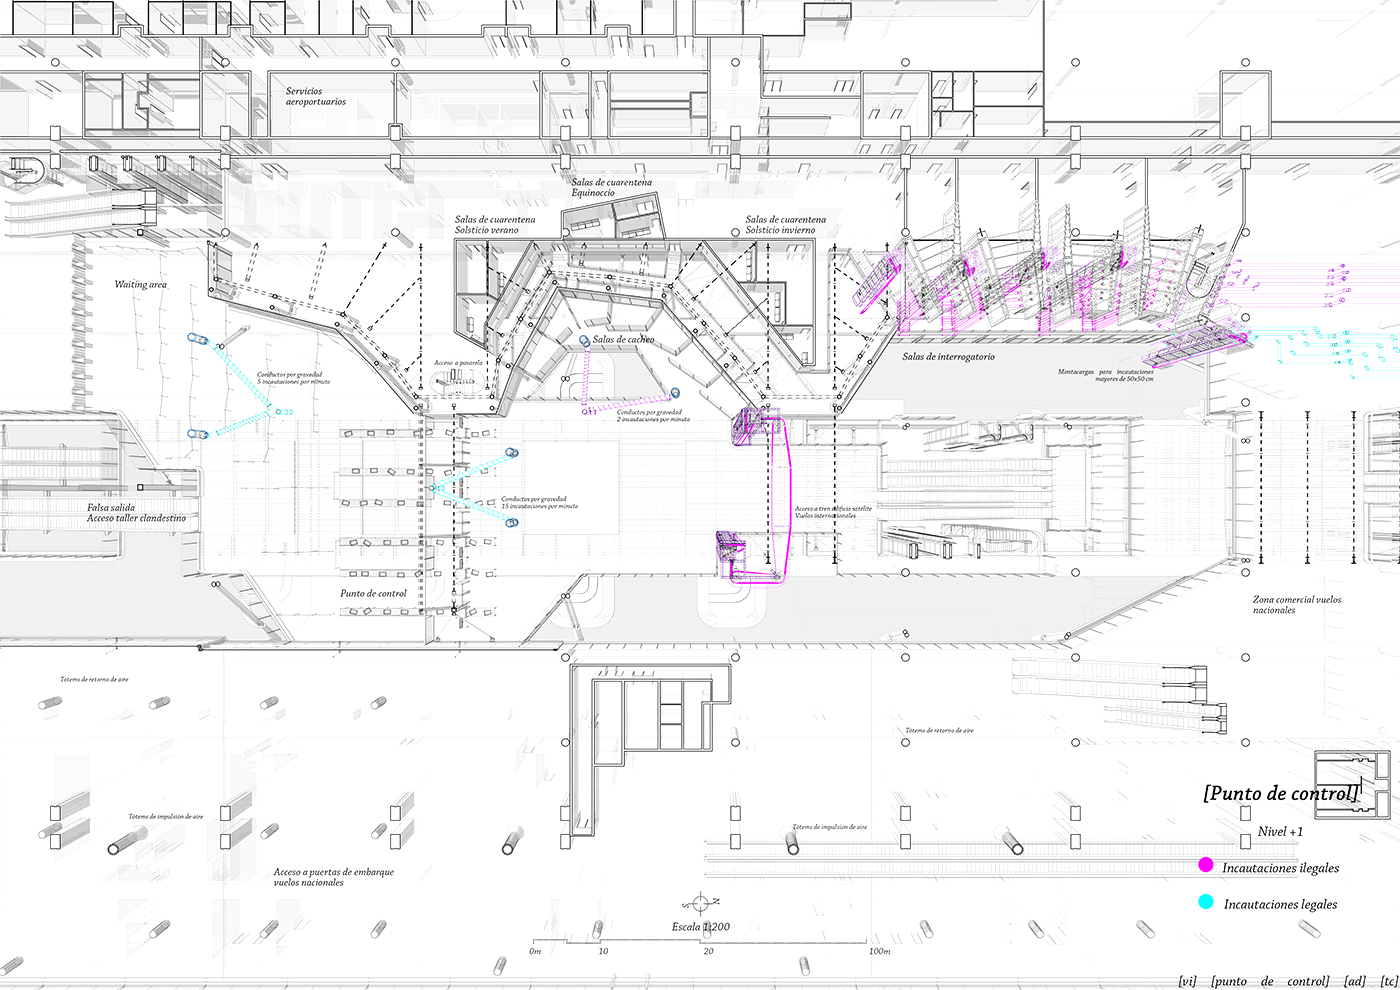 Servicios
aeroportuarios
Salas de cuarentena
Equinoccio
Salas de cuarentena
Solsticio verano
Salas de cuarentena
Solsticio invierno
Waiting area
Salas de cacheo
Acceso a pasarela
Salas de interrogatorio
Conductos por gravedad
5 incautaciones por minuto
Montacargas para incautaciones
mayores de 50x50 cm
Conductos por gravedad
2 incautaciones por minuto
Conductos por gravedad
15 incautaciones por minuto
Falsa salida
Acceso taller clandestino
Acceso a tren edificio satélite
Vuelos internacionales
Punto de control
Zona comercial vuelos
nacionales
Tótems de retorno de aire
Tótems de retorno de aire
[Punto de control]
Nivel +1
Tótems de impulsión de aire
Tótems de impulsión de aire
Incautaciones ilegales
Acceso a puertas de embarque
vuelos nacionales
Incautaciones legales
S N
Escala 1:200
0m 10 20 100m
[vi] [punto de control] [ad] [tc]